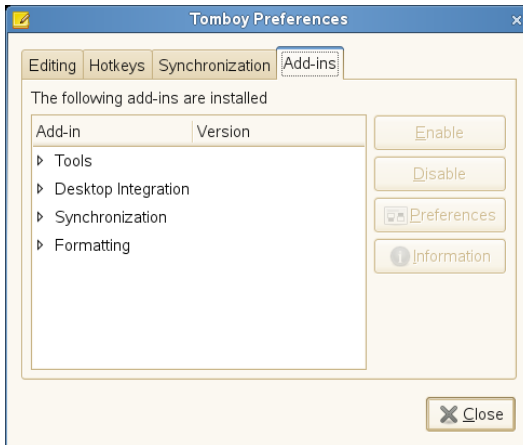 Tomboy Preferences
Editing Hotkeys Synchronization Add-ins
The following add-ins are installed
Add-in Version
Tools
Desktop Integration
Synchronization
Formatting
Enable
Disable
Preferences
Information
Close